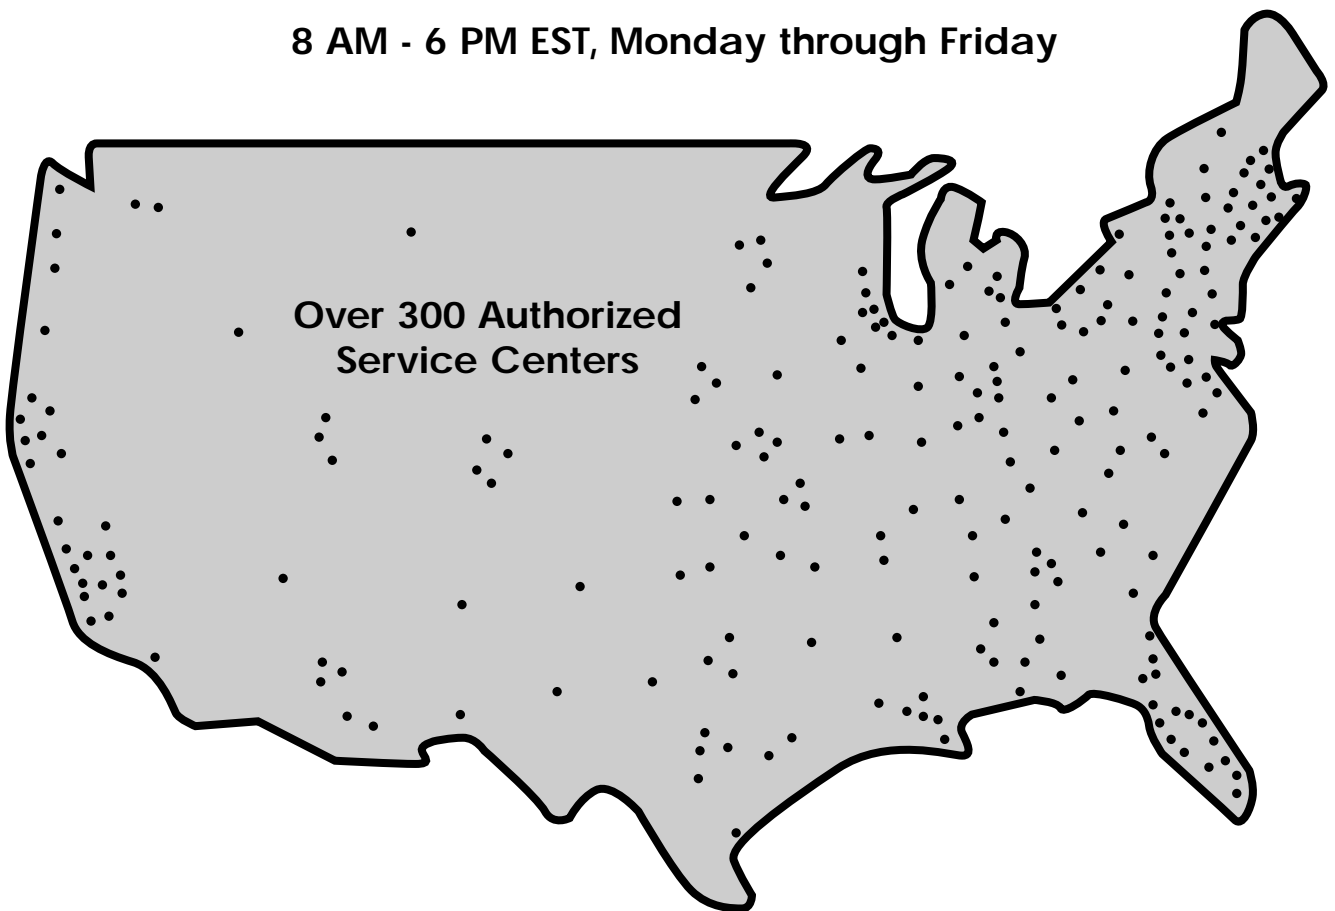 8 AM - 6 PM EST, Monday through Friday
Over 300 Authorized
Service Centers